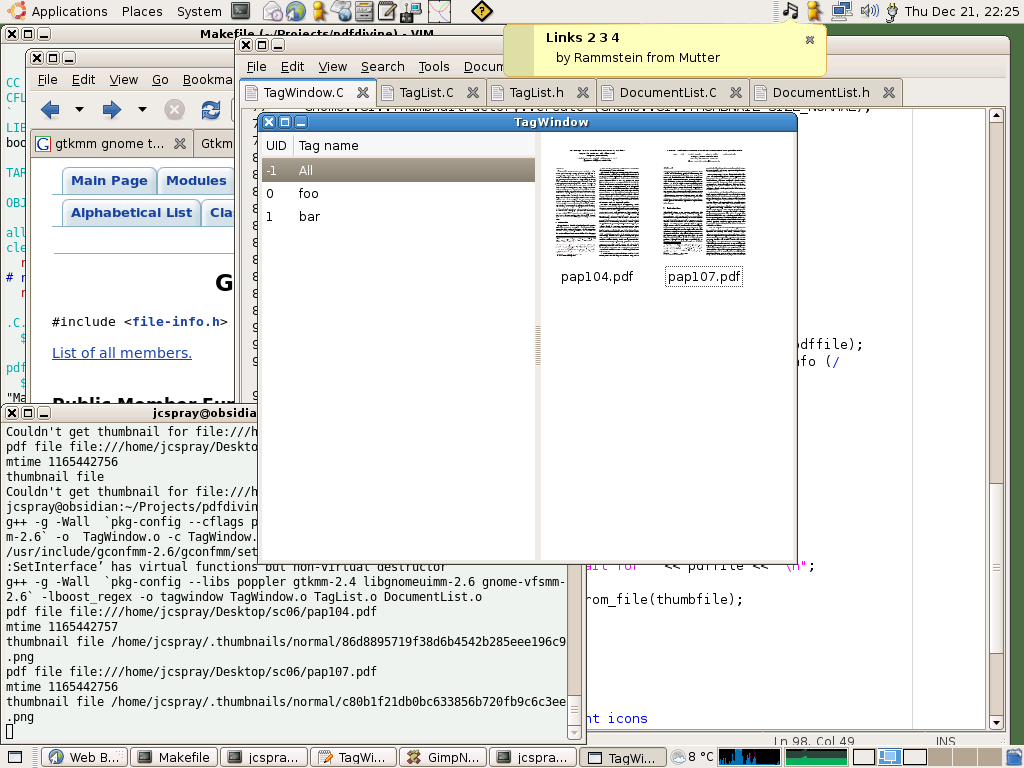 Applications Places System
Thu Dec 21, 22:25
Makefile (~/Projects/pdfdivine) - VIM
Links 2 3 4
by Rammstein from Mutter
File Edit View Go Bookma
File Edit View Search Tools Docum
TagWindow.C TagList.C TagList.h DocumentList.C DocumentList.h
gtkmm gnome t... Gtkm
CC
CFL
LIB
boo
TAR
OBJ
all
cle
# r
.C.
pdf
"Ma
Main Page Modules
Alphabetical List Cla
G
#include <file-info.h>
List of all members.
Public Member Fun
TagWindow
UID Tag name
-1 All
0 foo
1 bar
pap104.pdf pap107.pdf
dffile);
nfo (/
<< pdffile << "\n";
rom_file(thumbfile);
nt icons
Ln 98, Col 49 INS
jcspray@obsidia
Couldn't get thumbnail for file:///h
pdf file file:///home/jcspray/Deskto
mtime 1165442756
thumbnail file
Couldn't get thumbnail for file:///h
jcspray@obsidian:~/Projects/pdfdivin
g++ -g -Wall `pkg-config --cflags p
m-2.6` -o TagWindow.o -c TagWindow.
/usr/include/gconfmm-2.6/gconfmm/set
:SetInterface’ has virtual functions but non-virtual destructor
g++ -g -Wall `pkg-config --libs poppler gtkmm-2.4 libgnomeuimm-2.6 gnome-vfsmm-
2.6` -lboost_regex -o tagwindow TagWindow.o TagList.o DocumentList.o
pdf file file:///home/jcspray/Desktop/sc06/pap104.pdf
mtime 1165442757
thumbnail file /home/jcspray/.thumbnails/normal/86d8895719f38d6b4542b285eee196c9
.png
pdf file file:///home/jcspray/Desktop/sc06/pap107.pdf
mtime 1165442756
thumbnail file /home/jcspray/.thumbnails/normal/c80b1f21db0bc633856b720fb9c6c3ee
.png
Web B... Makefile jcspra... TagWi... GimpN... jcspra... TagWi... 8 °C